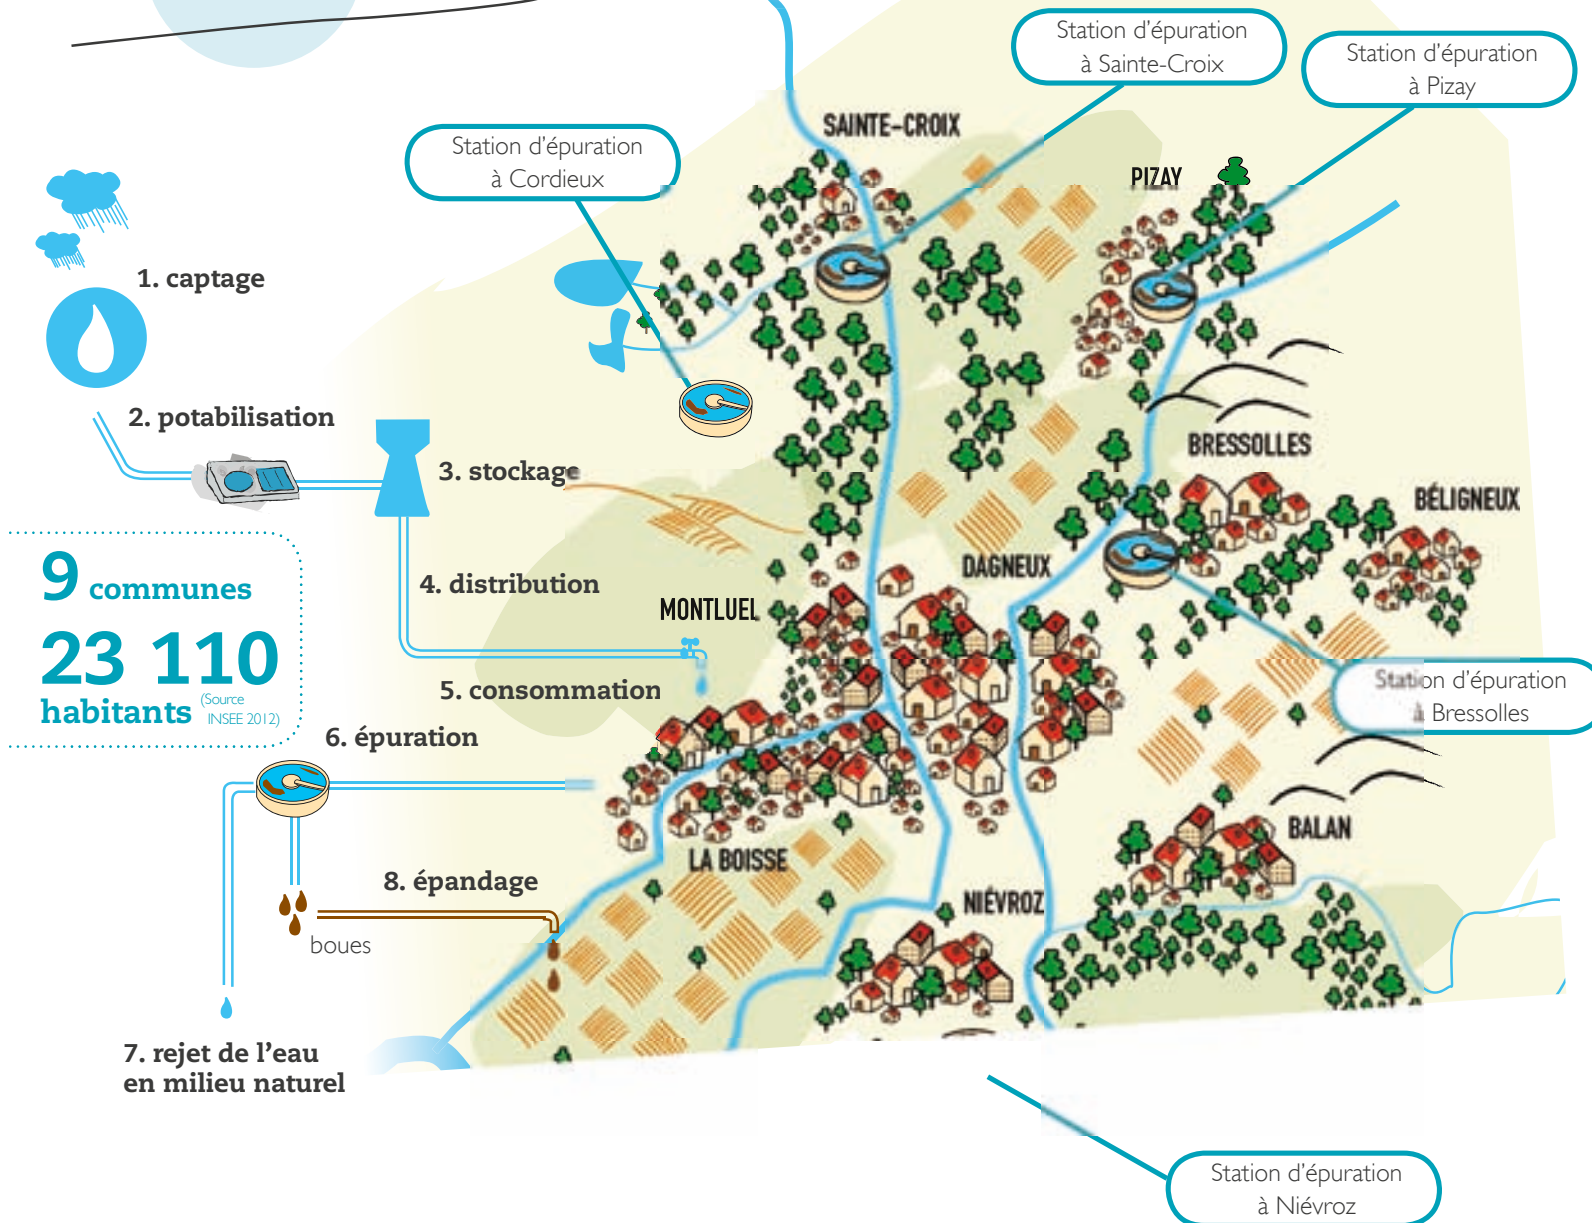 Station d'épuration
à Sainte-Croix
Station d'épuration
à Pizay
Station d'épuration
à Cordieux
SAINTE-CROIX
PIZAY
1. captage
2. potabilisation
3. stockage
BRESSOLLES
BÉLIGNEUX
9 communes
23 110
habitants (Source
INSEE 2012)
4. distribution
DAGNEUX
MONTLUEL
5. consommation
Station d'épuration
à Bressolles
6. épuration
BALAN
LA BOISSE
8. épandage
NIÉVROZ
boues
7. rejet de l'eau
en milieu naturel
Station d'épuration
à Niévroz